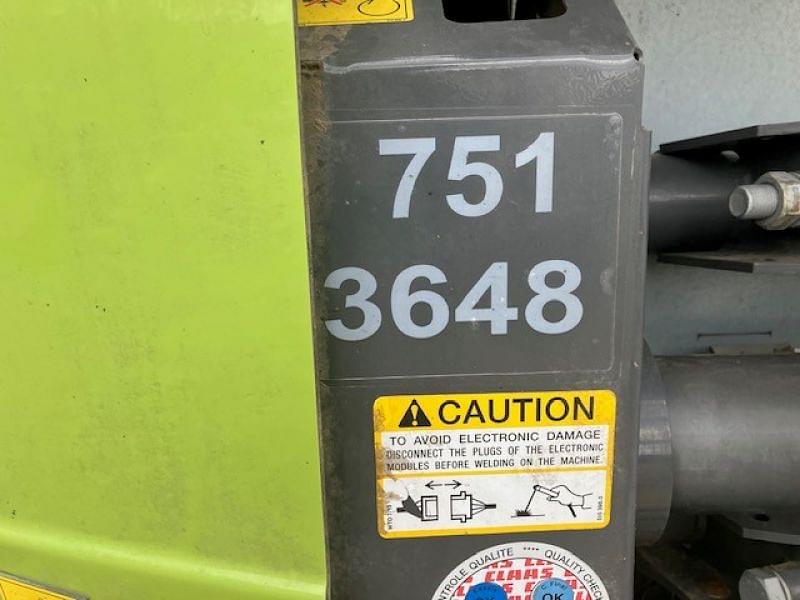 751
3648
CAUTION
TO AVOID ELECTRONIC DAMAGE
DISCONNECT THE PLUGS OF THE ELECTRONIC
MODULES BEFORE WELDING ON THE MACHINE.
CONTROLE QUALITE QUALITY CHECK
CLAAS
OK OK